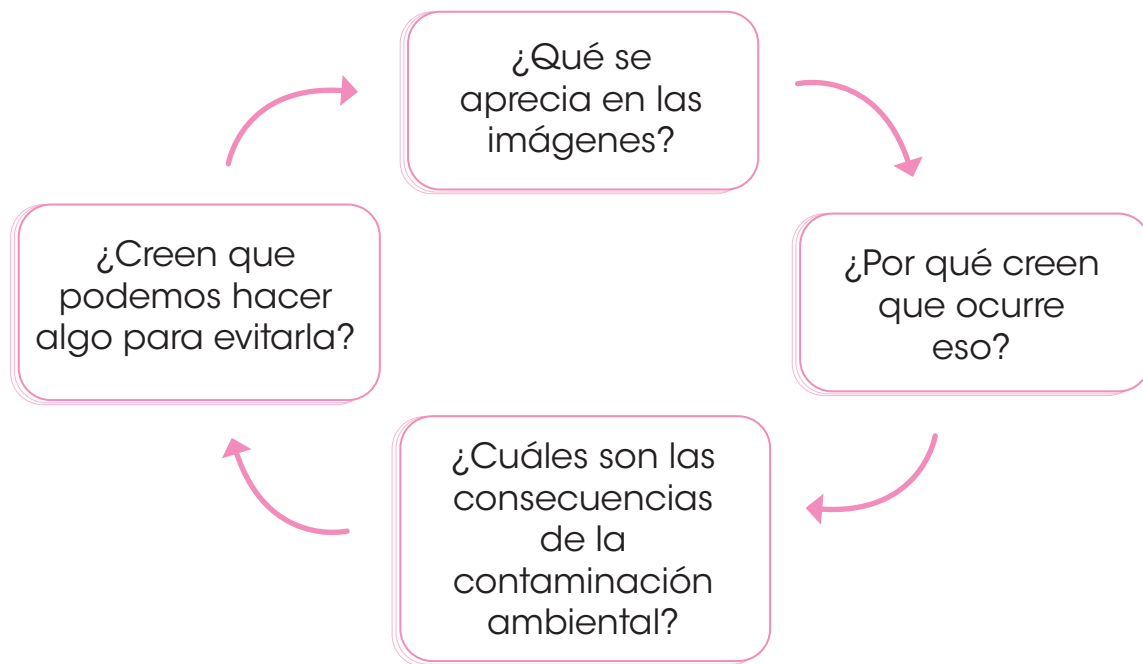 ¿Qué se
aprecia en las
imágenes?
¿Por qué creen
que ocurre
eso?
¿Cuáles son las
consecuencias
de la
contaminación
ambiental?
¿Creen que
podemos hacer
algo para evitarla?